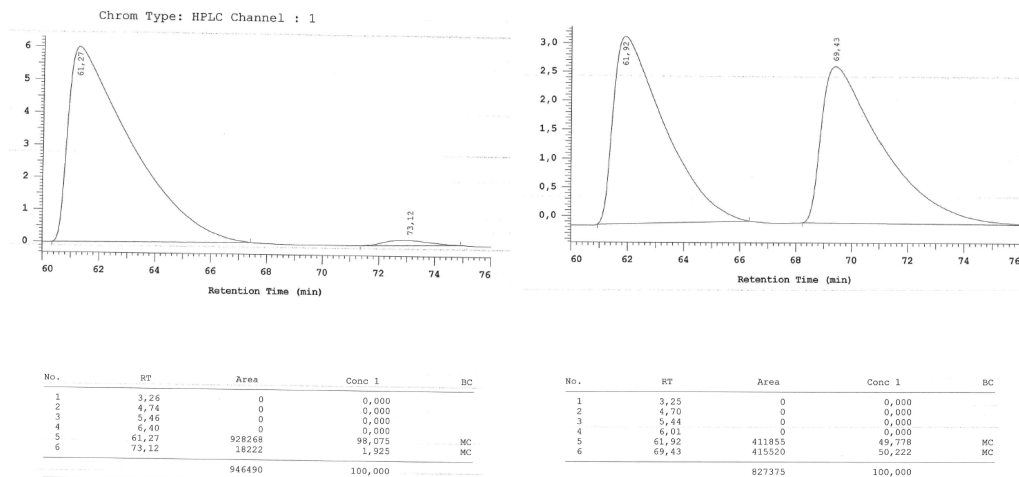 Chrom Type: HPLC Channel : 1
6
5
4
3
2
1
0
61,27
73,12
60 62 64 66 68 70 72 74 76
Retention Time (min)
No. RT Area Conc 1 BC
1 3,26 0 0,000
2 4,74 0 0,000
3 5,46 0 0,000
4 6,40 0 0,000
5 61,27 928268 98,075 MC
6 73,12 18222 1,925 MC
946490 100,000
3,0
2,5
2,0
1,5
1,0
0,5
0,0
61,92
69,43
60 62 64 66 68 70 72 74 76
Retention Time (min)
No. RT Area Conc 1 BC
1 3,25 0 0,000
2 4,70 0 0,000
3 5,44 0 0,000
4 6,01 0 0,000
5 61,92 411855 49,778 MC
6 69,43 415520 50,222 MC
827375 100,000